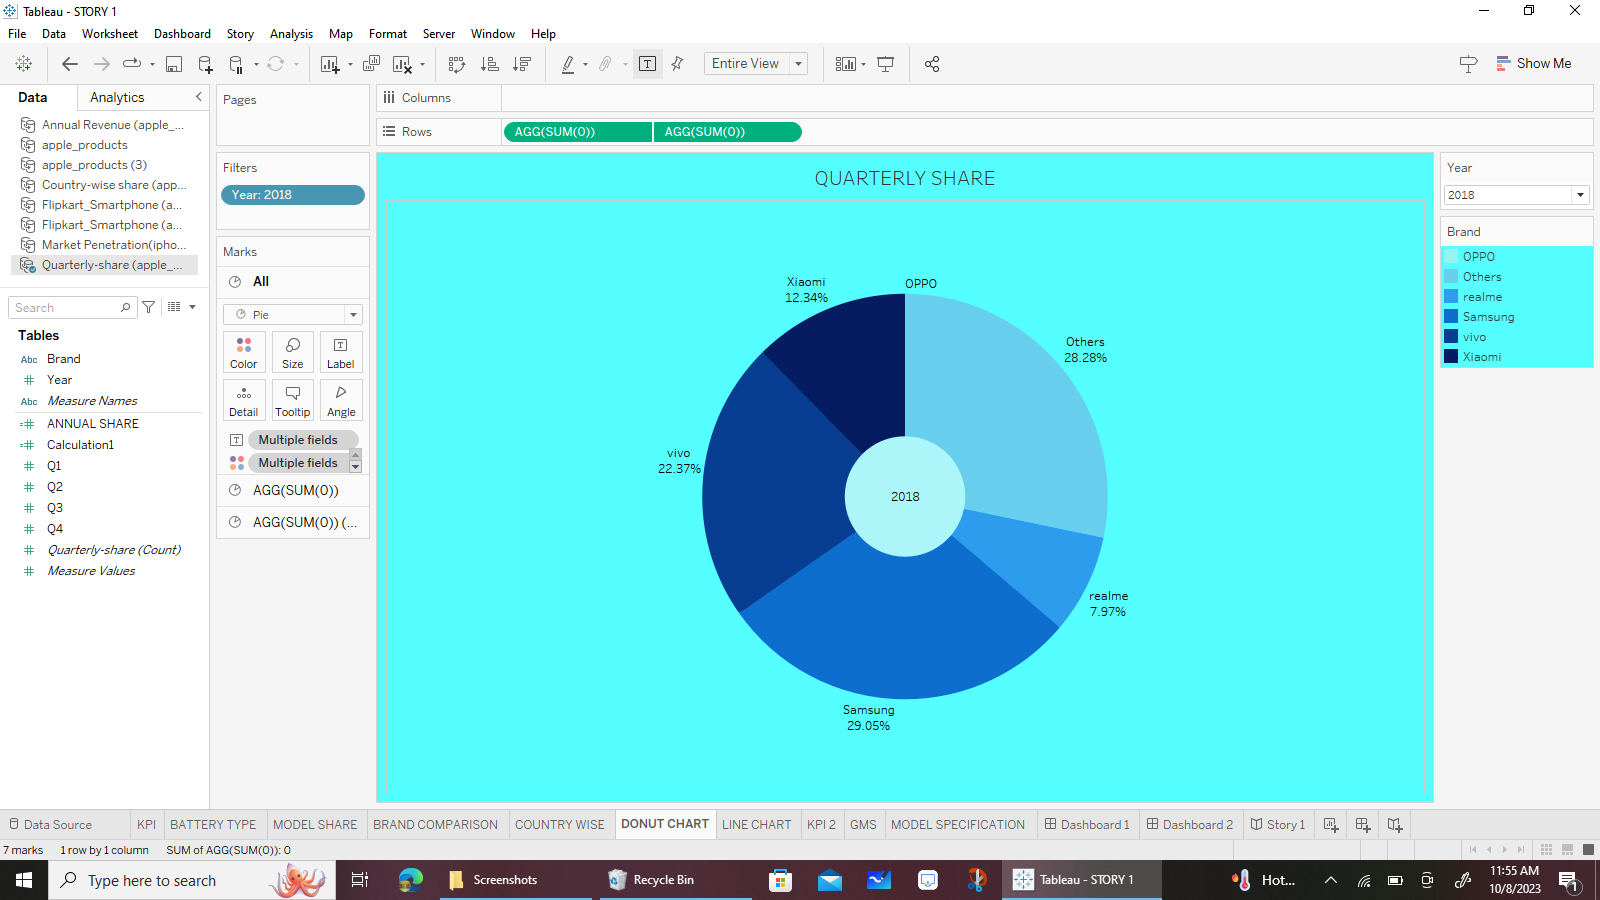 Tableau - STORY 1
File Data Worksheet Dashboard Story Analysis Map Format Server Window Help
Entire View
Show Me
Data Analytics
Annual Revenue (apple_...
apple_products
apple_products (3)
Country-wise share (app...
Flipkart_Smartphone (a...
Flipkart_Smartphone (a...
Market Penetration(ipho...
Quarterly-share (apple_...
Search
Tables
Abc Brand
# Year
Abc Measure Names
=# ANNUAL SHARE
=# Calculation1
# Q1
# Q2
# Q3
# Q4
# Quarterly-share (Count)
# Measure Values
Pages
Filters
Year: 2018
Marks
All
Pie
Color Size Label
Detail Tooltip Angle
Multiple fields
Multiple fields
AGG(SUM(0))
AGG(SUM(0)) (...
Columns
Rows AGG(SUM(0)) AGG(SUM(0))
QUARTERLY SHARE
OPPO
Others
28.28%
realme
7.97%
Samsung
29.05%
vivo
22.37%
Xiaomi
12.34%
2018
Year
2018
Brand
OPPO
Others
realme
Samsung
vivo
Xiaomi
Data Source KPI BATTERY TYPE MODEL SHARE BRAND COMPARISON COUNTRY WISE DONUT CHART LINE CHART KPI 2 GMS MODEL SPECIFICATION Dashboard 1 Dashboard 2 Story 1
7 marks 1 row by 1 column SUM of AGG(SUM(0)): 0
Type here to search
Screenshots
Recycle Bin
Tableau - STORY 1
Hot...
11:55 AM
10/8/2023
1